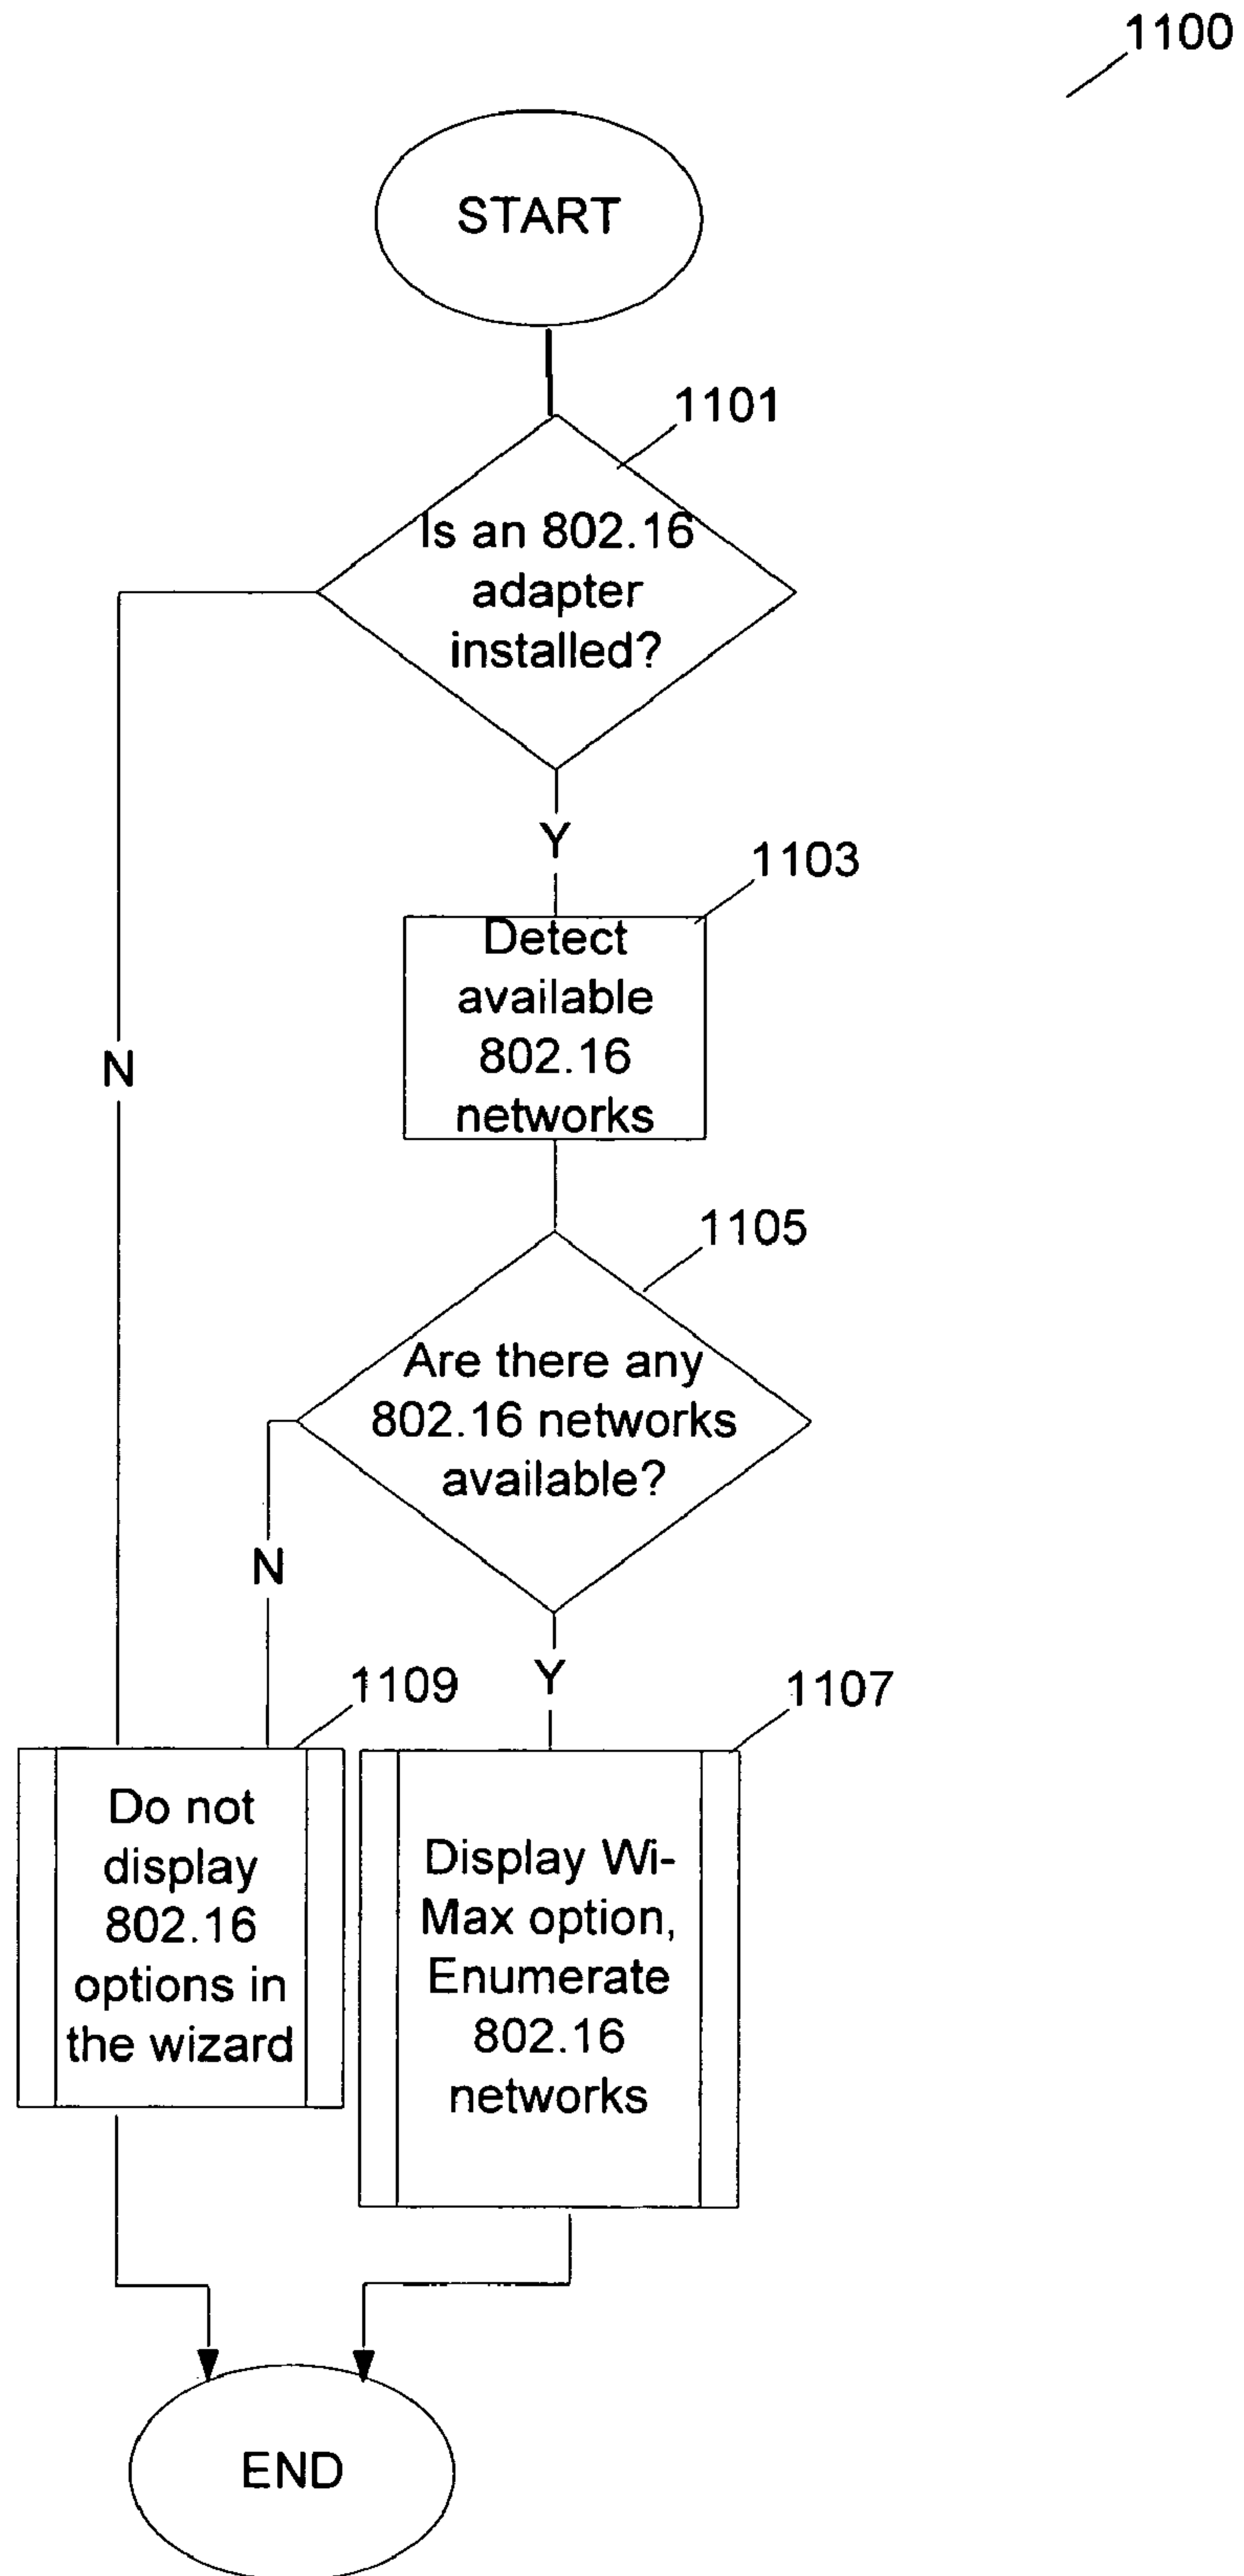 1100
START
1101
Is an 802.16
adapter
installed?
Y
1103
Detect
available
802.16
networks
N
1105
Are there any
802.16 networks
available?
N
Y
1109
1107
Do not
display
802.16
options in
the wizard
Display Wi-
Max option,
Enumerate
802.16
networks
END